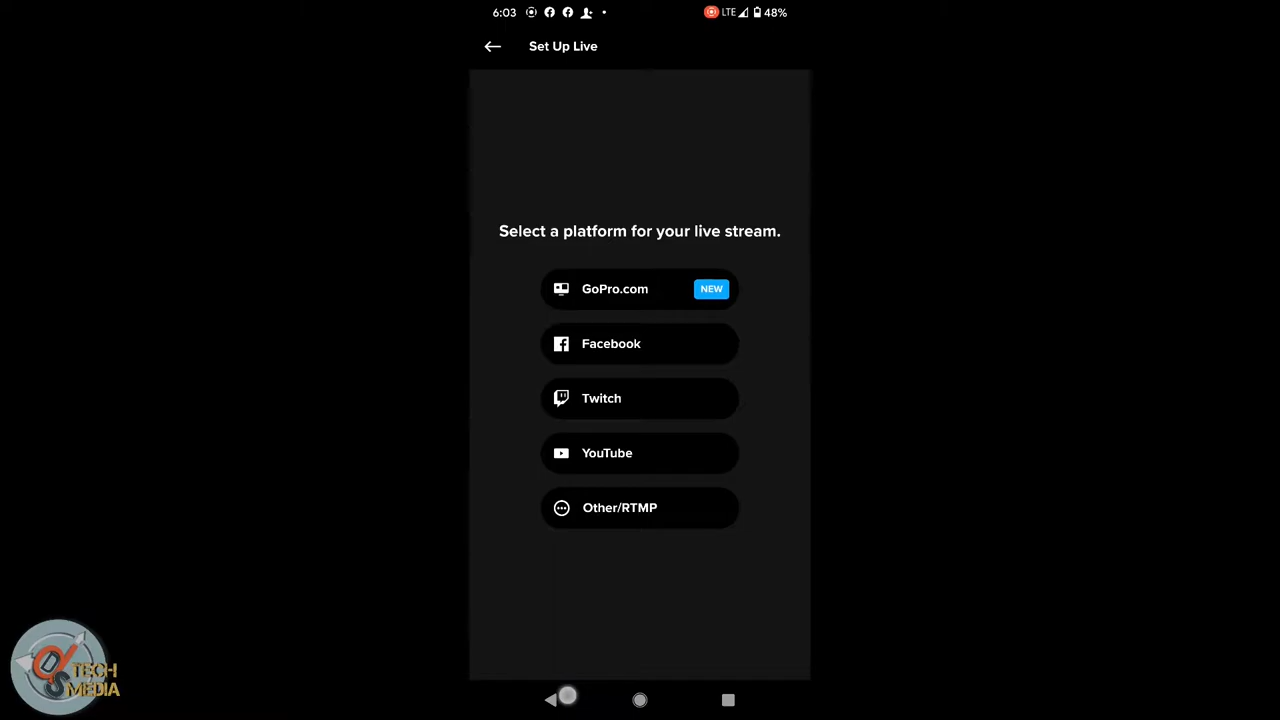 6:03
LTE 48%
Set Up Live
Select a platform for your live stream.
GoPro.com NEW
Facebook
Twitch
YouTube
Other/RTMP
DS
TECH
MEDIA